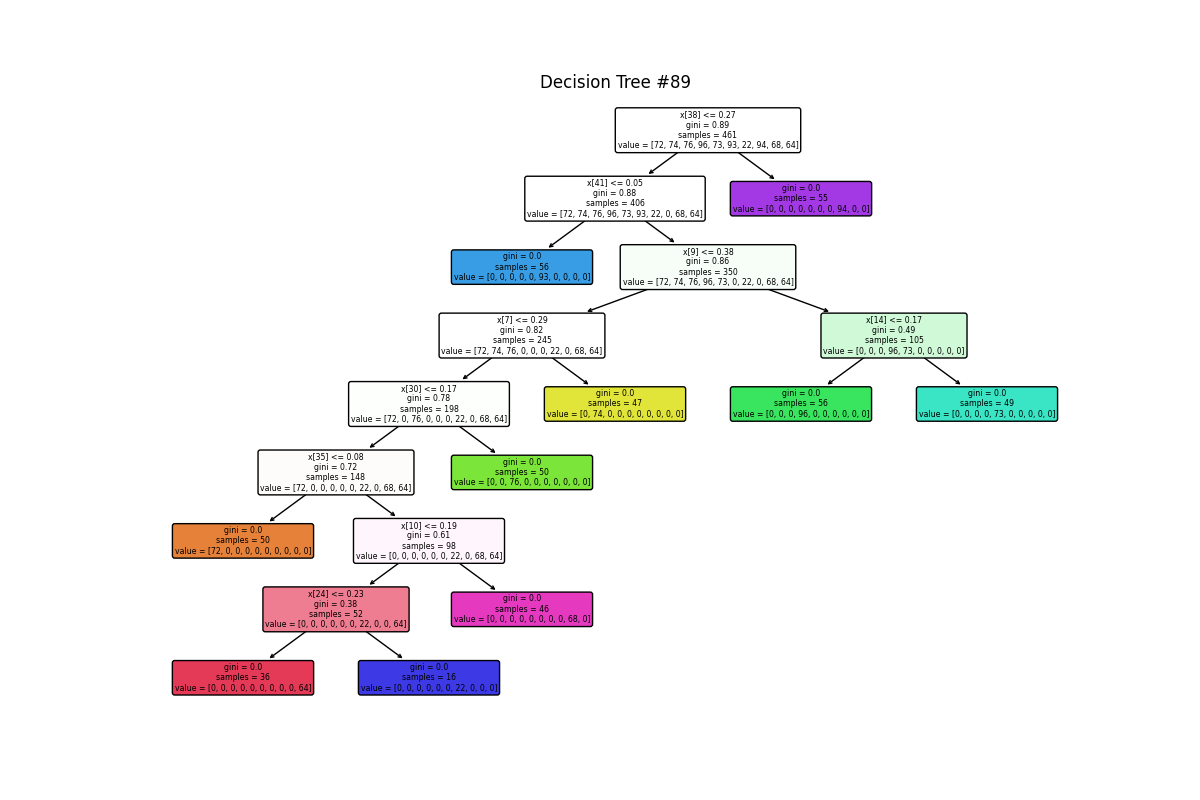 Decision Tree #89
x[38] <= 0.27
gini = 0.89
samples = 461
value = [72, 74, 76, 96, 73, 93, 22, 94, 68, 64]
x[41] <= 0.05
gini = 0.88
samples = 406
value = [72, 74, 76, 96, 73, 93, 22, 0, 68, 64]
gini = 0.0
samples = 55
value = [0, 0, 0, 0, 0, 0, 0, 94, 0, 0]
gini = 0.0
samples = 56
value = [0, 0, 0, 0, 0, 93, 0, 0, 0, 0]
x[9] <= 0.38
gini = 0.86
samples = 350
value = [72, 74, 76, 96, 73, 0, 22, 0, 68, 64]
x[7] <= 0.29
gini = 0.82
samples = 245
value = [72, 74, 76, 0, 0, 0, 22, 0, 68, 64]
x[14] <= 0.17
gini = 0.49
samples = 105
value = [0, 0, 0, 96, 73, 0, 0, 0, 0, 0]
x[30] <= 0.17
gini = 0.78
samples = 198
value = [72, 0, 76, 0, 0, 0, 22, 0, 68, 64]
gini = 0.0
samples = 47
value = [0, 74, 0, 0, 0, 0, 0, 0, 0, 0]
gini = 0.0
samples = 56
value = [0, 0, 0, 96, 0, 0, 0, 0, 0, 0]
gini = 0.0
samples = 49
value = [0, 0, 0, 0, 73, 0, 0, 0, 0, 0]
x[35] <= 0.08
gini = 0.72
samples = 148
value = [72, 0, 0, 0, 0, 0, 22, 0, 68, 64]
gini = 0.0
samples = 50
value = [0, 0, 76, 0, 0, 0, 0, 0, 0, 0]
gini = 0.0
samples = 50
value = [72, 0, 0, 0, 0, 0, 0, 0, 0, 0]
x[10] <= 0.19
gini = 0.61
samples = 98
value = [0, 0, 0, 0, 0, 0, 22, 0, 68, 64]
x[24] <= 0.23
gini = 0.38
samples = 52
value = [0, 0, 0, 0, 0, 0, 22, 0, 0, 64]
gini = 0.0
samples = 46
value = [0, 0, 0, 0, 0, 0, 0, 0, 68, 0]
gini = 0.0
samples = 36
value = [0, 0, 0, 0, 0, 0, 0, 0, 0, 64]
gini = 0.0
samples = 16
value = [0, 0, 0, 0, 0, 0, 22, 0, 0, 0]